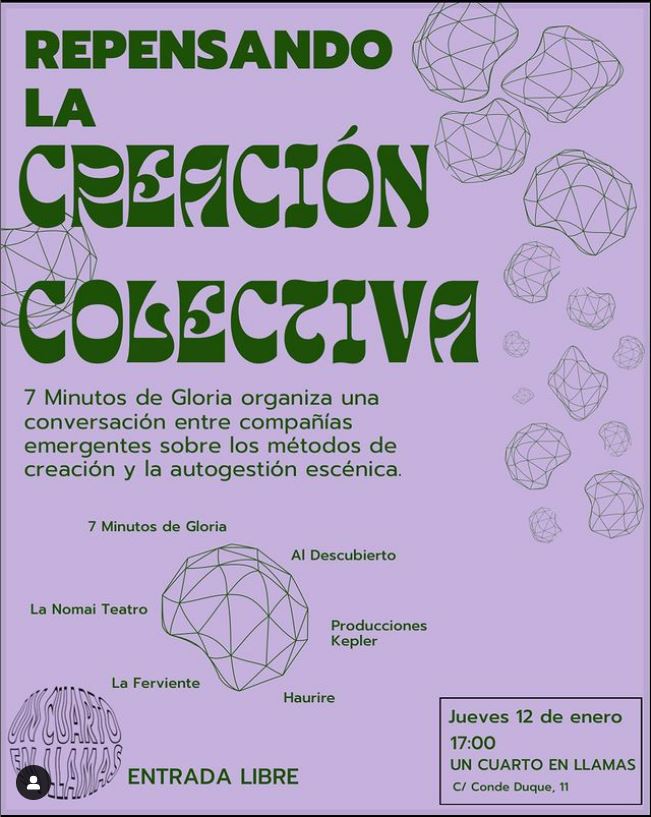 REPENSANDO
LA
CREACIÓN
COLECTIVA
7 Minutos de Gloria organiza una
conversación entre compañías
emergentes sobre los métodos de
creación y la autogestión escénica.
7 Minutos de Gloria
Al Descubierto
La Nomai Teatro
Producciones
Kepler
La Ferviente
Haurire
UN CUARTO
EN LLAMAS
ENTRADA LIBRE
Jueves 12 de enero
17:00
UN CUARTO EN LLAMAS
C/ Conde Duque, 11